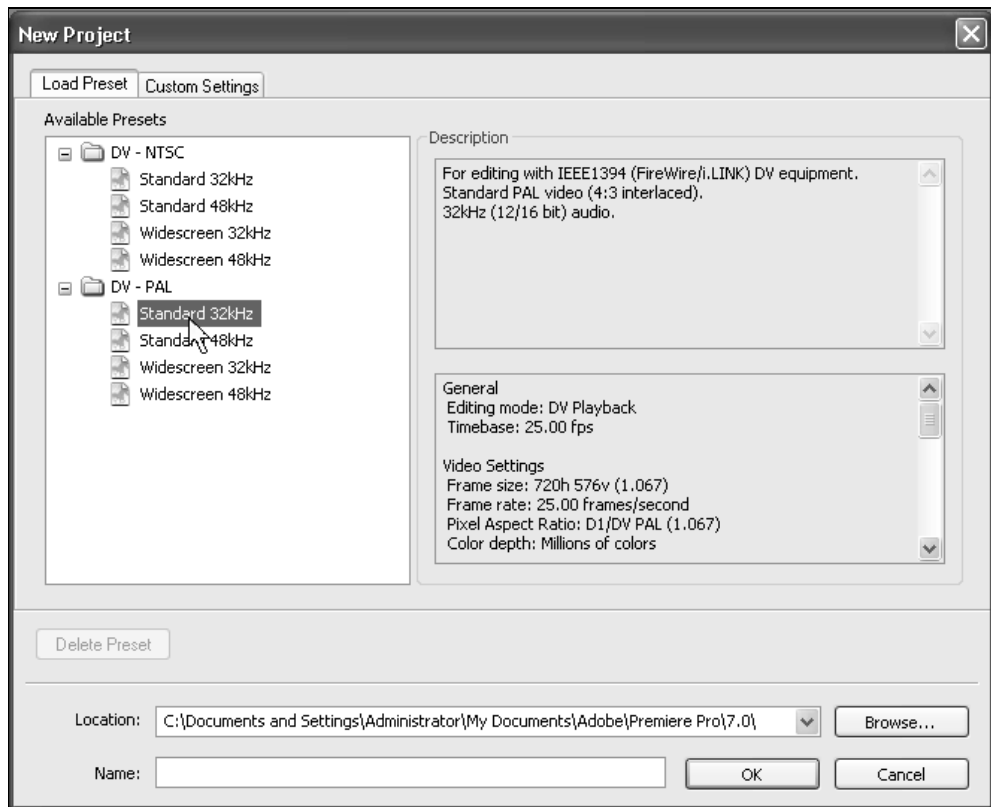 New Project
Load Preset
Custom Settings
Available Presets
DV - NTSC
Standard 32kHz
Standard 48kHz
Widescreen 32kHz
Widescreen 48kHz
DV - PAL
Standard 32kHz
Standard 48kHz
Widescreen 32kHz
Widescreen 48kHz
Description
For editing with IEEE1394 (FireWire/i.LINK) DV equipment.
Standard PAL video (4:3 interlaced).
32kHz (12/16 bit) audio.
General
Editing mode: DV Playback
Timebase: 25.00 fps
Video Settings
Frame size: 720h 576v (1.067)
Frame rate: 25.00 frames/second
Pixel Aspect Ratio: D1/DV PAL (1.067)
Color depth: Millions of colors
Delete Preset
Location: C:\Documents and Settings\Administrator\My Documents\Adobe\Premiere Pro\7.0\ Browse...
Name: OK Cancel